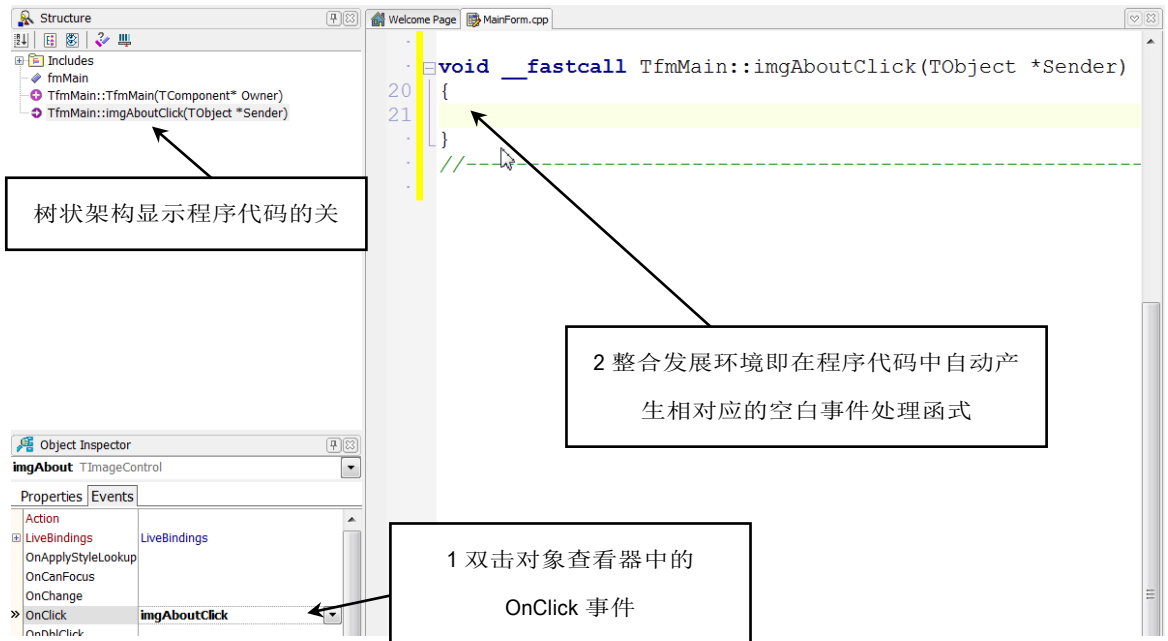 Structure
Includes
fmMain
TfmMain::TfmMain(TComponent* Owner)
TfmMain::imgAboutClick(TObject *Sender)
树状架构显示程序代码的关
Welcome Page
MainForm.cpp
void __fastcall TfmMain::imgAboutClick(TObject *Sender)
20 {
21
}
//------------------------------------------------------------
2 整合发展环境即在程序代码中自动产
生相对应的空白事件处理函式
Object Inspector
imgAbout TImageControl
Properties Events
Action
LiveBindings LiveBindings
OnApplyStyleLookup
OnCanFocus
OnChange
OnClick imgAboutClick
OnDblClick
1 双击对象查看器中的
OnClick 事件